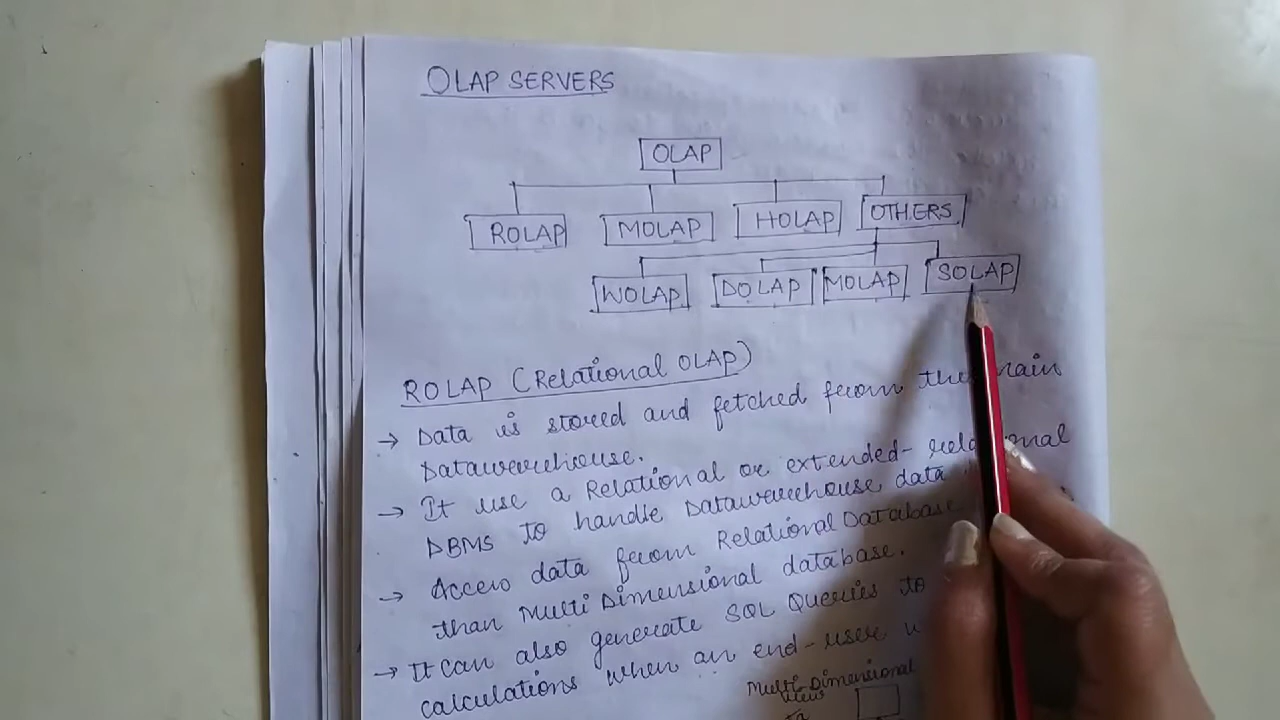 OLAP SERVERS
OLAP
ROLAP MOLAP HOLAP OTHERS
WOLAP DOLAP MOLAP SOLAP
ROLAP (Relational OLAP)
→ Data is stored and fetched from the main
Datawarehouse.
→ It use a Relational or extended-relational
DBMS to handle Datawarehouse data
→ Access data from Relational Database
than Multi Dimensional database.
→ It can also generate SQL Queries to
calculations when an end-user
Multi-Dimensional
view